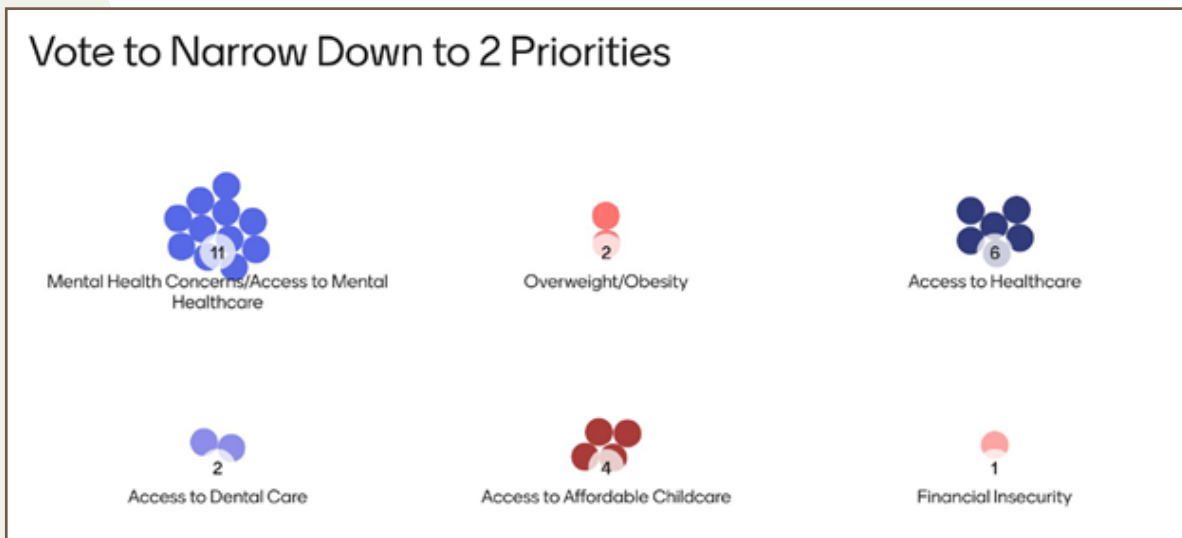 Vote to Narrow Down to 2 Priorities
11
Mental Health Concerns/Access to Mental
Healthcare
2
Overweight/Obesity
6
Access to Healthcare
2
Access to Dental Care
4
Access to Affordable Childcare
1
Financial Insecurity